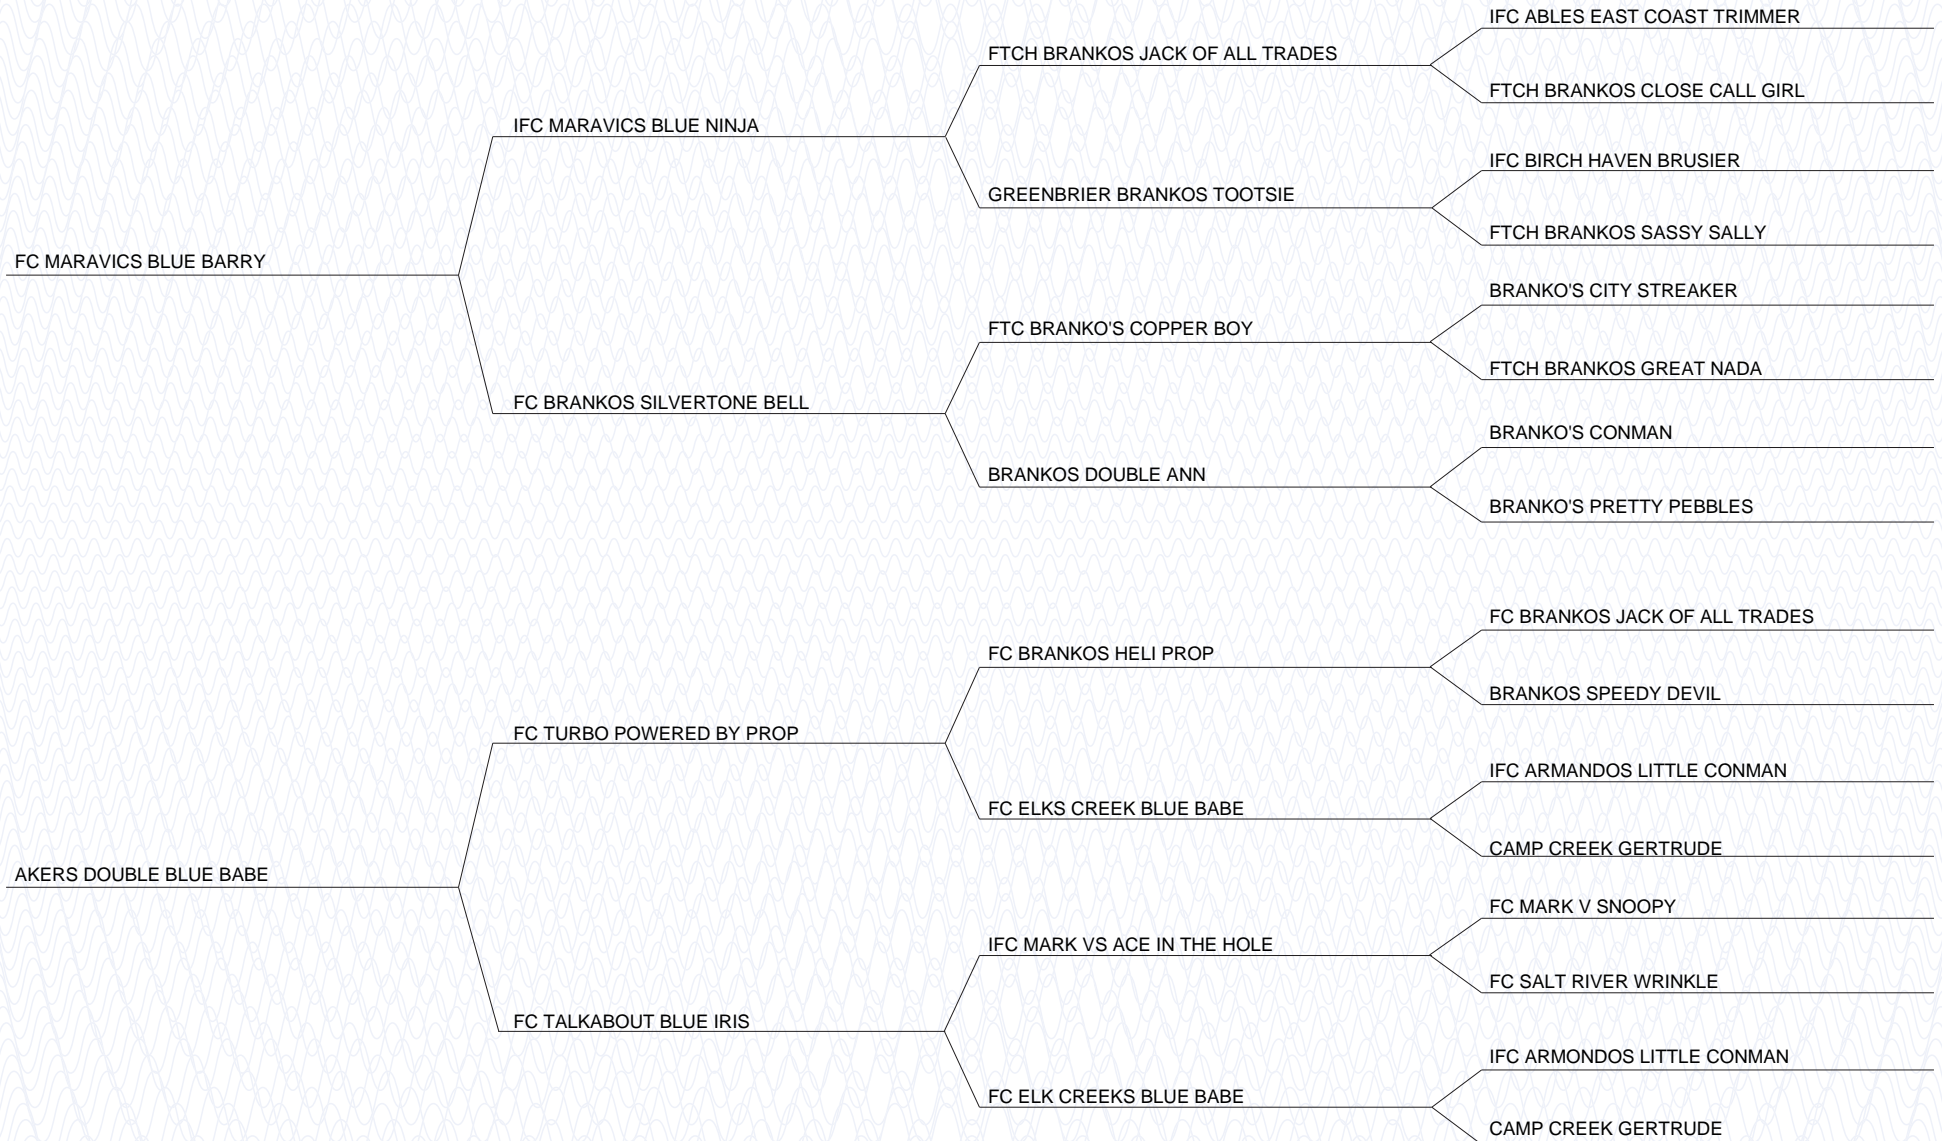 IFC ABLES EAST COAST TRIMMER
FTCH BRANKOS JACK OF ALL TRADES
FTCH BRANKOS CLOSE CALL GIRL
IFC MARAVICS BLUE NINJA
IFC BIRCH HAVEN BRUSIER
GREENBRIER BRANKOS TOOTSIE
FTCH BRANKOS SASSY SALLY
FC MARAVICS BLUE BARRY
BRANKO'S CITY STREAKER
FTC BRANKO'S COPPER BOY
FTCH BRANKOS GREAT NADA
FC BRANKOS SILVERTONE BELL
BRANKO'S CONMAN
BRANKOS DOUBLE ANN
BRANKO'S PRETTY PEBBLES
FC BRANKOS JACK OF ALL TRADES
FC BRANKOS HELI PROP
BRANKOS SPEEDY DEVIL
FC TURBO POWERED BY PROP
IFC ARMANDOS LITTLE CONMAN
FC ELKS CREEK BLUE BABE
CAMP CREEK GERTRUDE
AKERS DOUBLE BLUE BABE
FC MARK V SNOOPY
IFC MARK VS ACE IN THE HOLE
FC SALT RIVER WRINKLE
FC TALKABOUT BLUE IRIS
IFC ARMONDOS LITTLE CONMAN
FC ELK CREEKS BLUE BABE
CAMP CREEK GERTRUDE